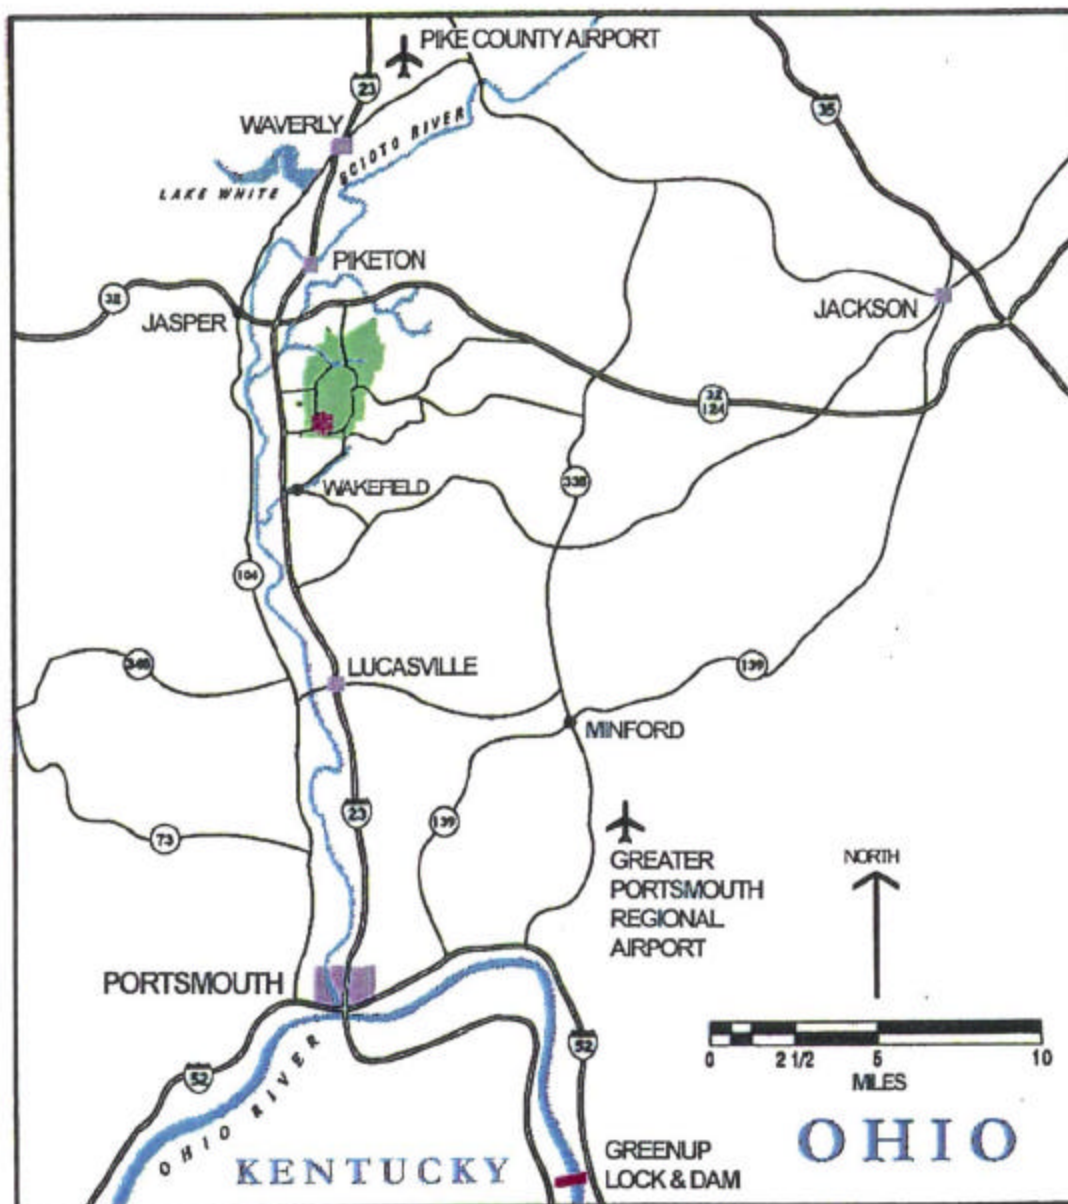 PIKE COUNTY AIRPORT
23
35
WAVERLY
SCIOTO RIVER
LAKE WHITE
PIKETON
32
JASPER
JACKSON
32
124
335
WAKEFIELD
104
LUCASVILLE
139
MINFORD
23
139
73
GREATER
PORTSMOUTH
REGIONAL
AIRPORT
NORTH
PORTSMOUTH
52
52
0 2 1/2 5 10
MILES
OHIO RIVER
OHIO
KENTUCKY
GREENUP
LOCK & DAM